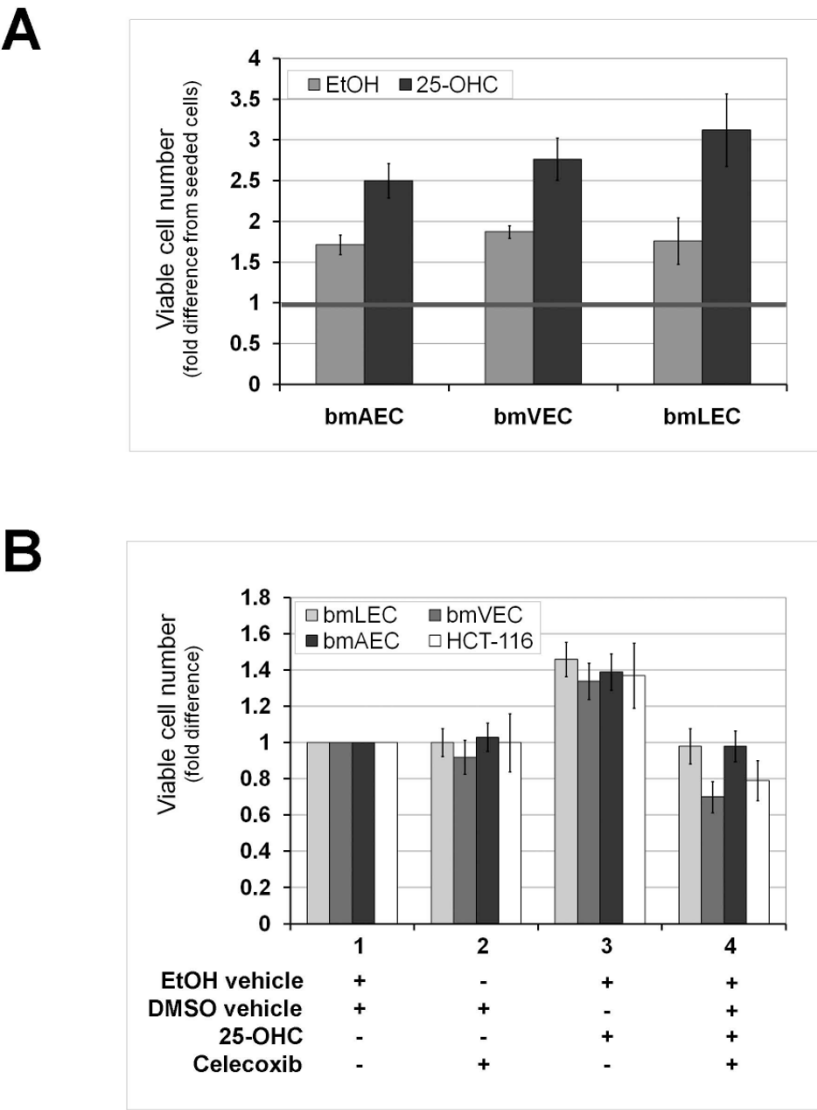 A
Viable cell number
(fold difference from seeded cells)
4
3.5
3
2.5
2
1.5
1
0.5
0
EtOH 25-OHC
bmAEC bmVEC bmLEC
B
Viable cell number
(fold difference)
1.8
1.6
1.4
1.2
1
0.8
0.6
0.4
0.2
0
bmLEC bmVEC
bmAEC HCT-116
1 2 3 4
EtOH vehicle + - + +
DMSO vehicle + + - +
25-OHC - - + +
Celecoxib - + - +